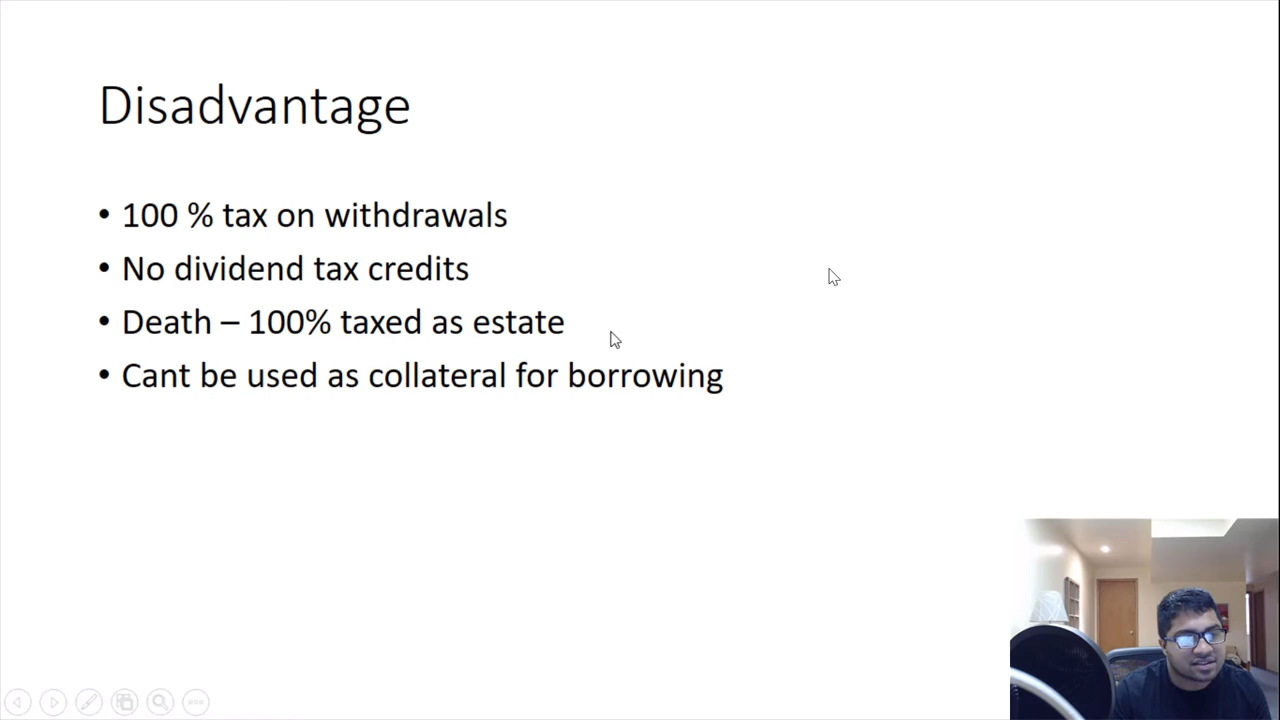 Disadvantage
• 100 % tax on withdrawals
• No dividend tax credits
• Death – 100% taxed as estate
• Cant be used as collateral for borrowing